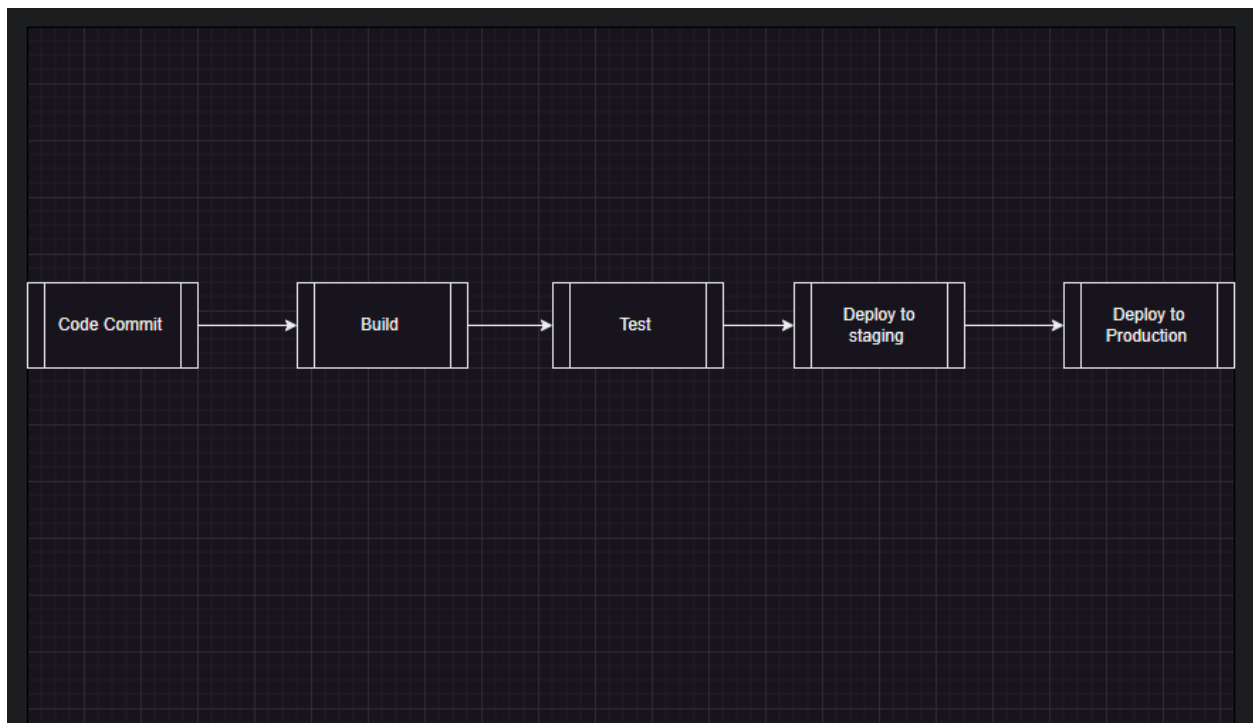 Code Commit
Build
Test
Deploy to
staging
Deploy to
Production